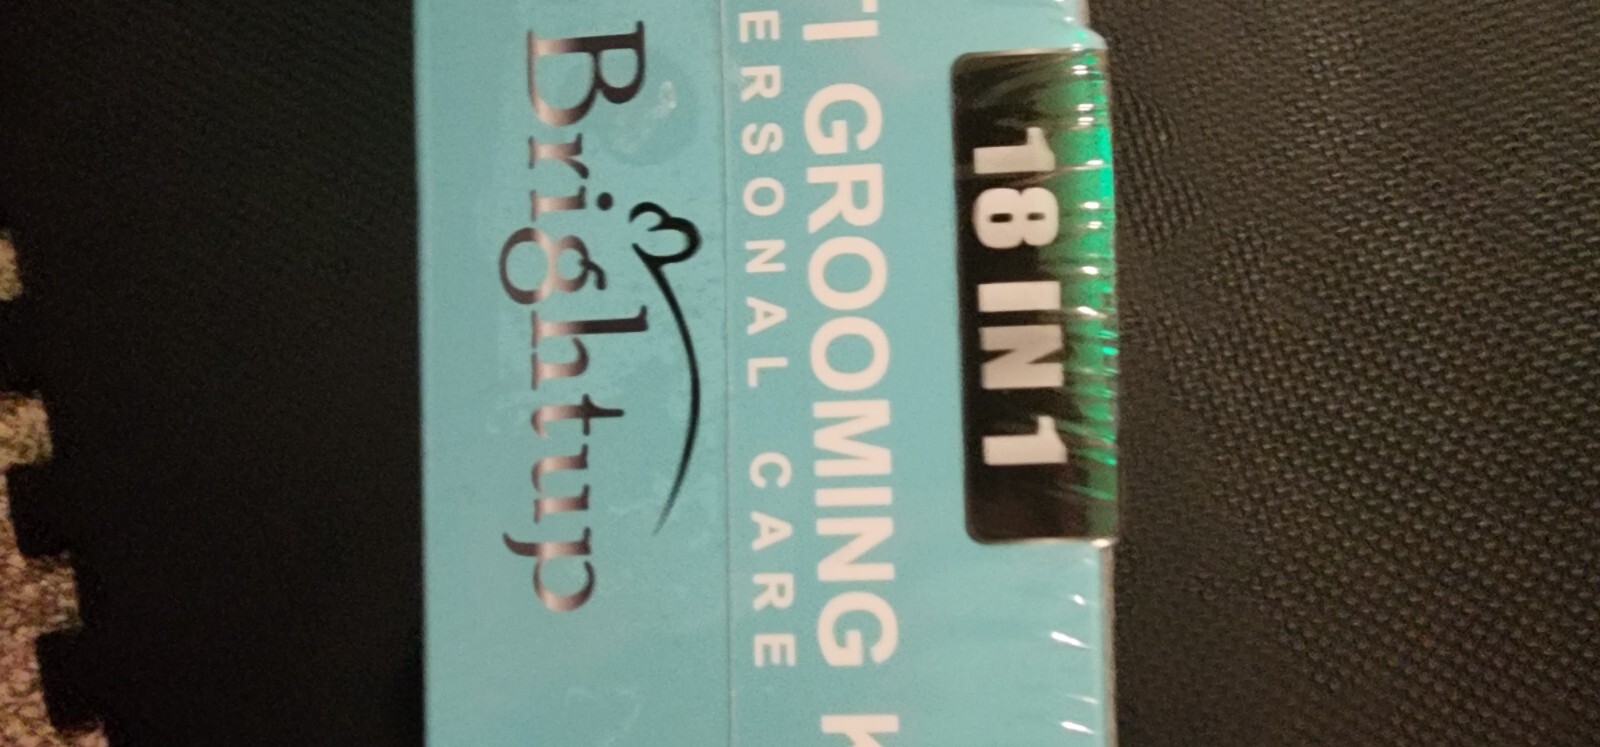 18 IN 1
TI GROOMING K
ERSONAL CARE
Brightup